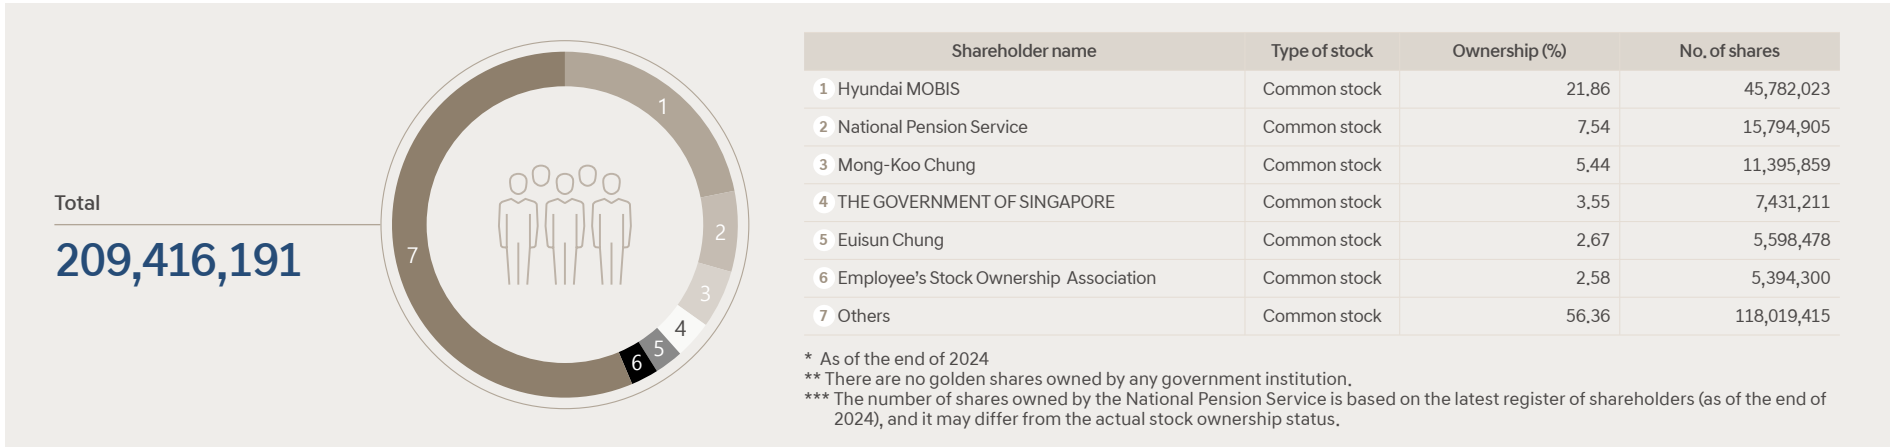 Total
209,416,191
1
2
3
4
5
6
7
Shareholder name Type of stock Ownership (%) No. of shares
1 Hyundai MOBIS Common stock 21.86 45,782,023
2 National Pension Service Common stock 7.54 15,794,905
3 Mong-Koo Chung Common stock 5.44 11,395,859
4 THE GOVERNMENT OF SINGAPORE Common stock 3.55 7,431,211
5 Euisun Chung Common stock 2.67 5,598,478
6 Employee's Stock Ownership Association Common stock 2.58 5,394,300
7 Others Common stock 56.36 118,019,415
* As of the end of 2024
** There are no golden shares owned by any government institution.
*** The number of shares owned by the National Pension Service is based on the latest register of shareholders (as of the end of
2024), and it may differ from the actual stock ownership status.